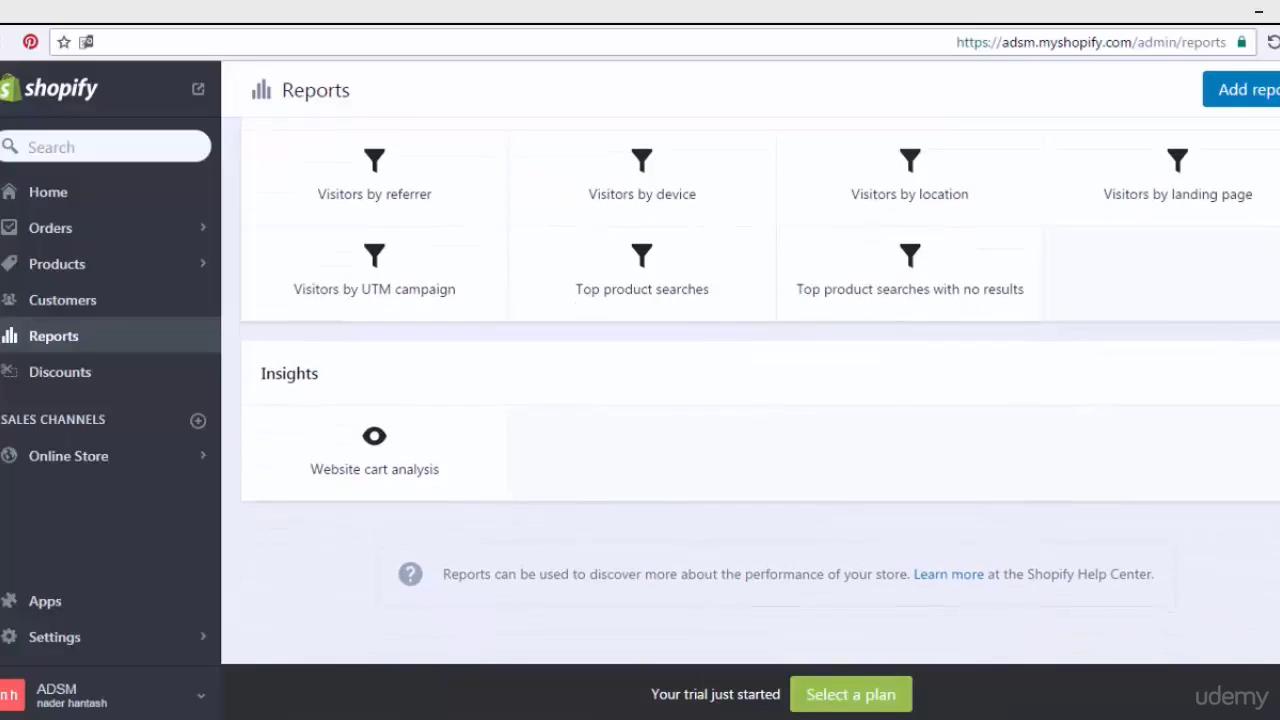 https://adsm.myshopify.com/admin/reports
shopify
Reports
Add repo
Search
Home
Orders
Products
Customers
Reports
Discounts
SALES CHANNELS
Online Store
Apps
Settings
nh
ADSM
nader hantash
Visitors by referrer
Visitors by device
Visitors by location
Visitors by landing page
Visitors by UTM campaign
Top product searches
Top product searches with no results
Insights
Website cart analysis
Reports can be used to discover more about the performance of your store. Learn more at the Shopify Help Center.
Your trial just started
Select a plan
udemy